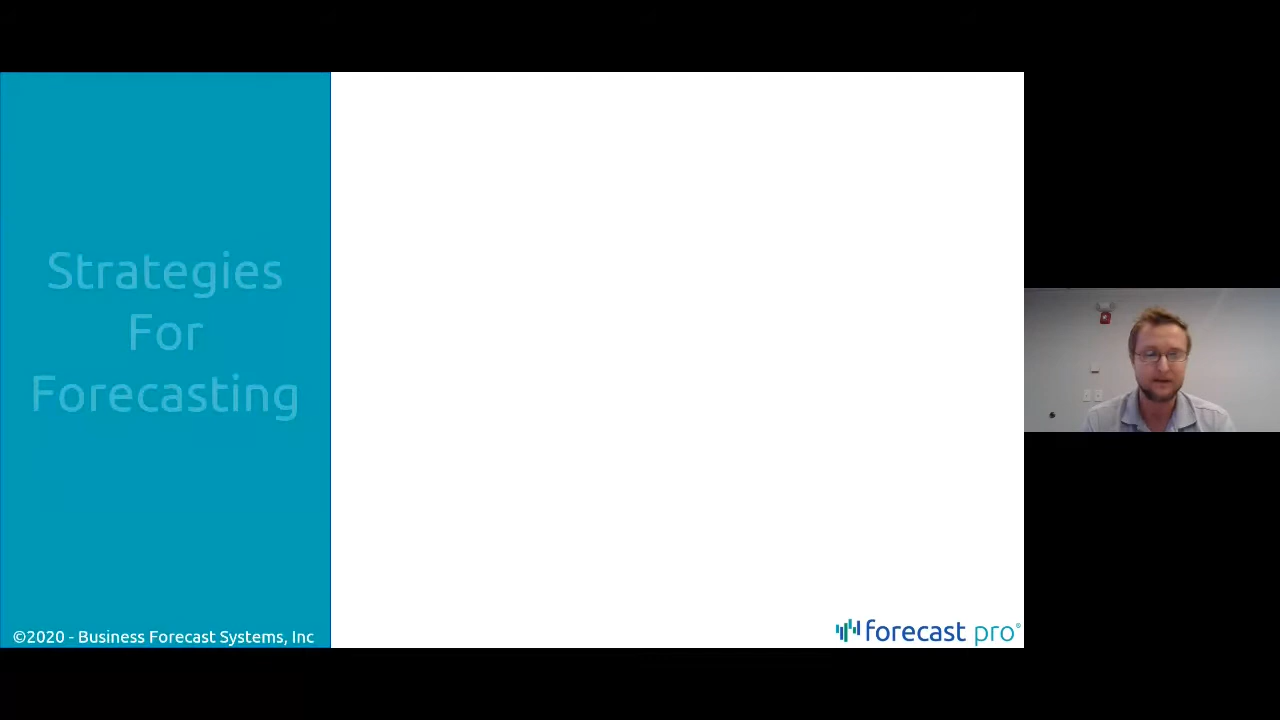 Strategies
For
Forecasting
©2020 - Business Forecast Systems, Inc
forecast pro®